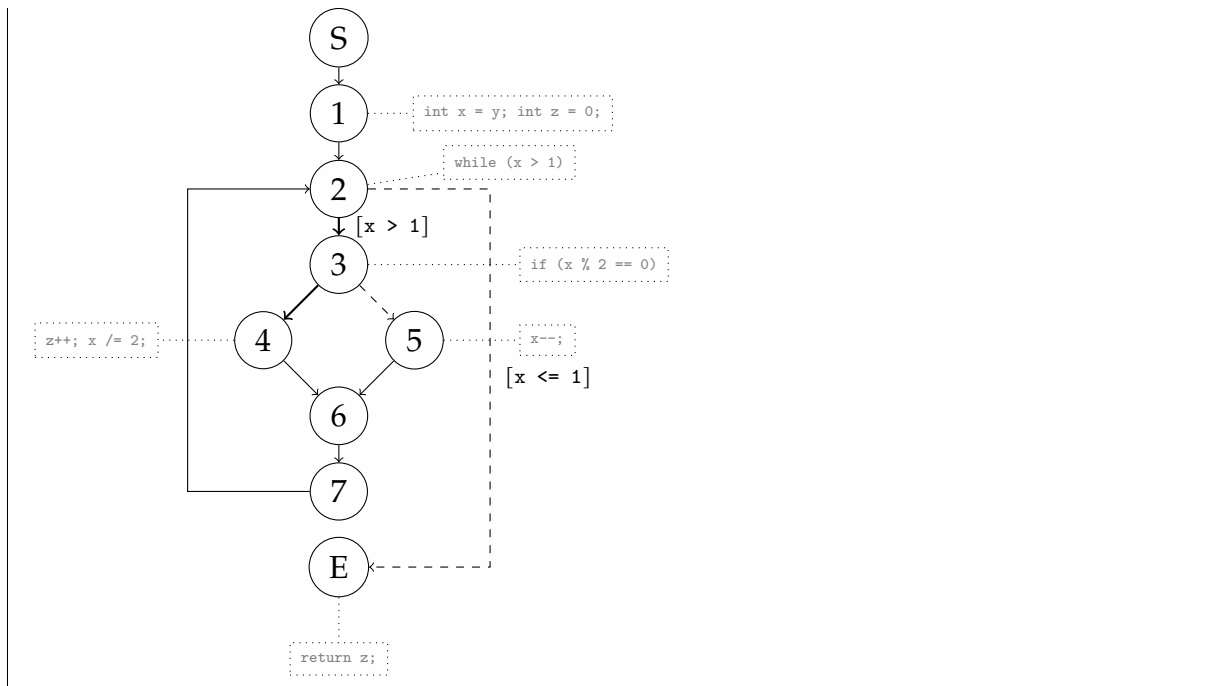 S
1
int x = y; int z = 0;
while (x > 1)
2
[x > 1]
3
if (x % 2 == 0)
z++; x /= 2;
4
5
x--;
[x <= 1]
6
7
E
return z;